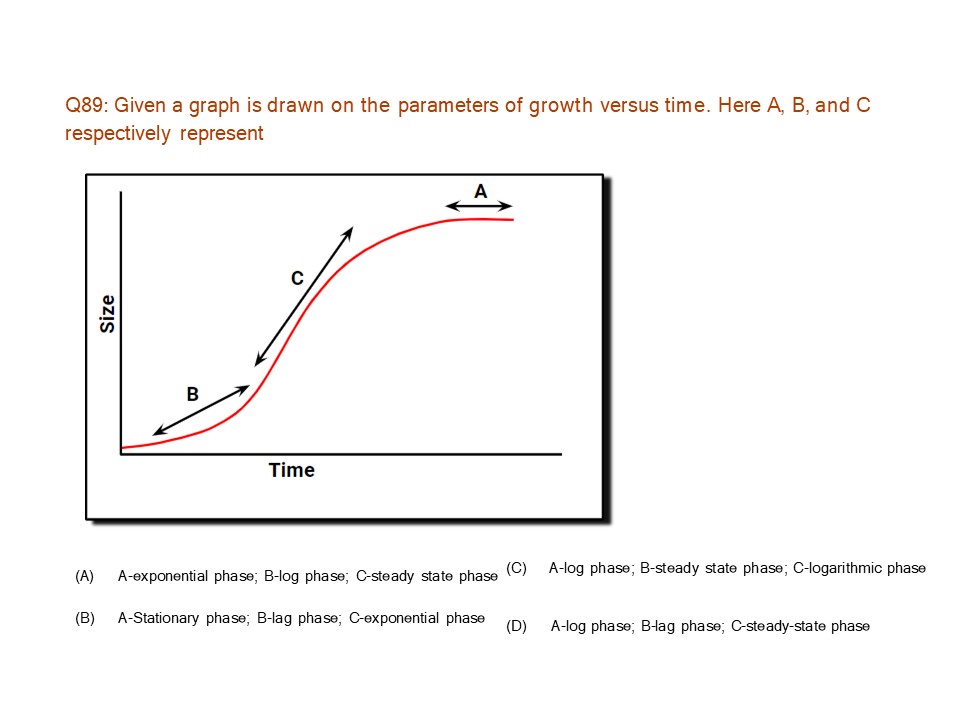 Q89: Given a graph is drawn on the parameters of growth versus time. Here A, B, and C
respectively represent
A
C
Size
B
Time
(A) A-exponential phase; B-log phase; C-steady state phase
(C) A-log phase; B-steady state phase; C-logarithmic phase
(B) A-Stationary phase; B-lag phase; C-exponential phase
(D) A-log phase; B-lag phase; C-steady-state phase